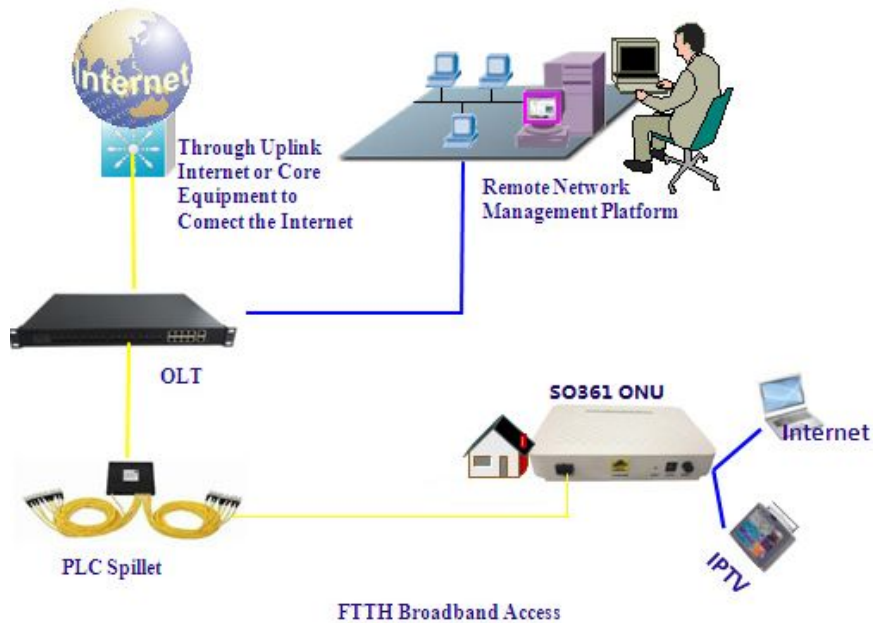 Internet
Through Uplink
Internet or Core
Equipment to
Comect the Internet
Remote Network
Management Platform
OLT
SO361 ONU
Internet
IPTV
PLC Spillet
FTTH Broadband Access